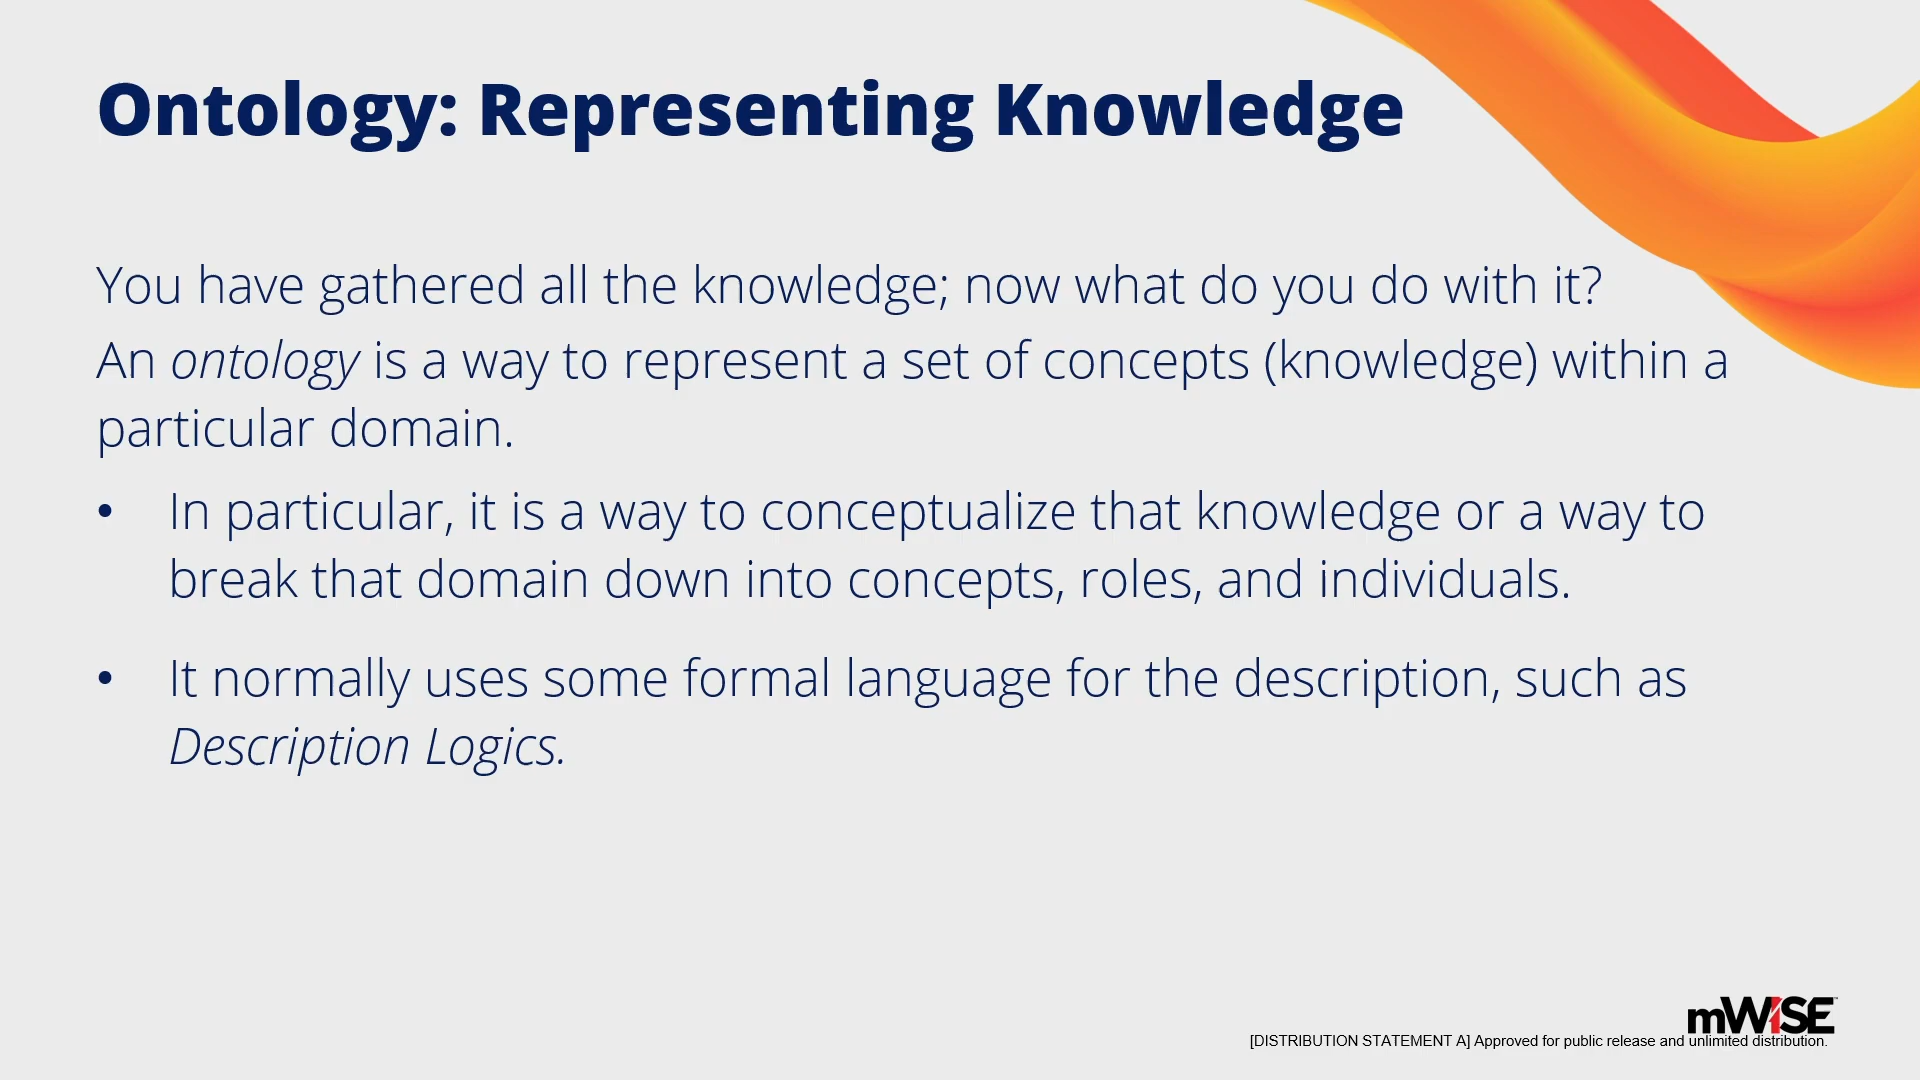 Ontology: Representing Knowledge
You have gathered all the knowledge; now what do you do with it?
An ontology is a way to represent a set of concepts (knowledge) within a
particular domain.
• In particular, it is a way to conceptualize that knowledge or a way to
break that domain down into concepts, roles, and individuals.
• It normally uses some formal language for the description, such as
Description Logics.
mWISE
[DISTRIBUTION STATEMENT A] Approved for public release and unlimited distribution.